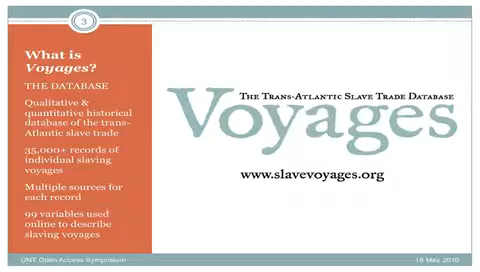 3
What is
Voyages?
THE DATABASE
Qualitative &
quantitative historical
database of the trans-
Atlantic slave trade
35,000+ records of
individual slaving
voyages
Multiple sources for
each record
99 variables used
online to describe
slaving voyages
THE TRANS-ATLANTIC SLAVE TRADE DATABASE
Voyages
www.slavevoyages.org
UNT Open Access Symposium
18 May 2010